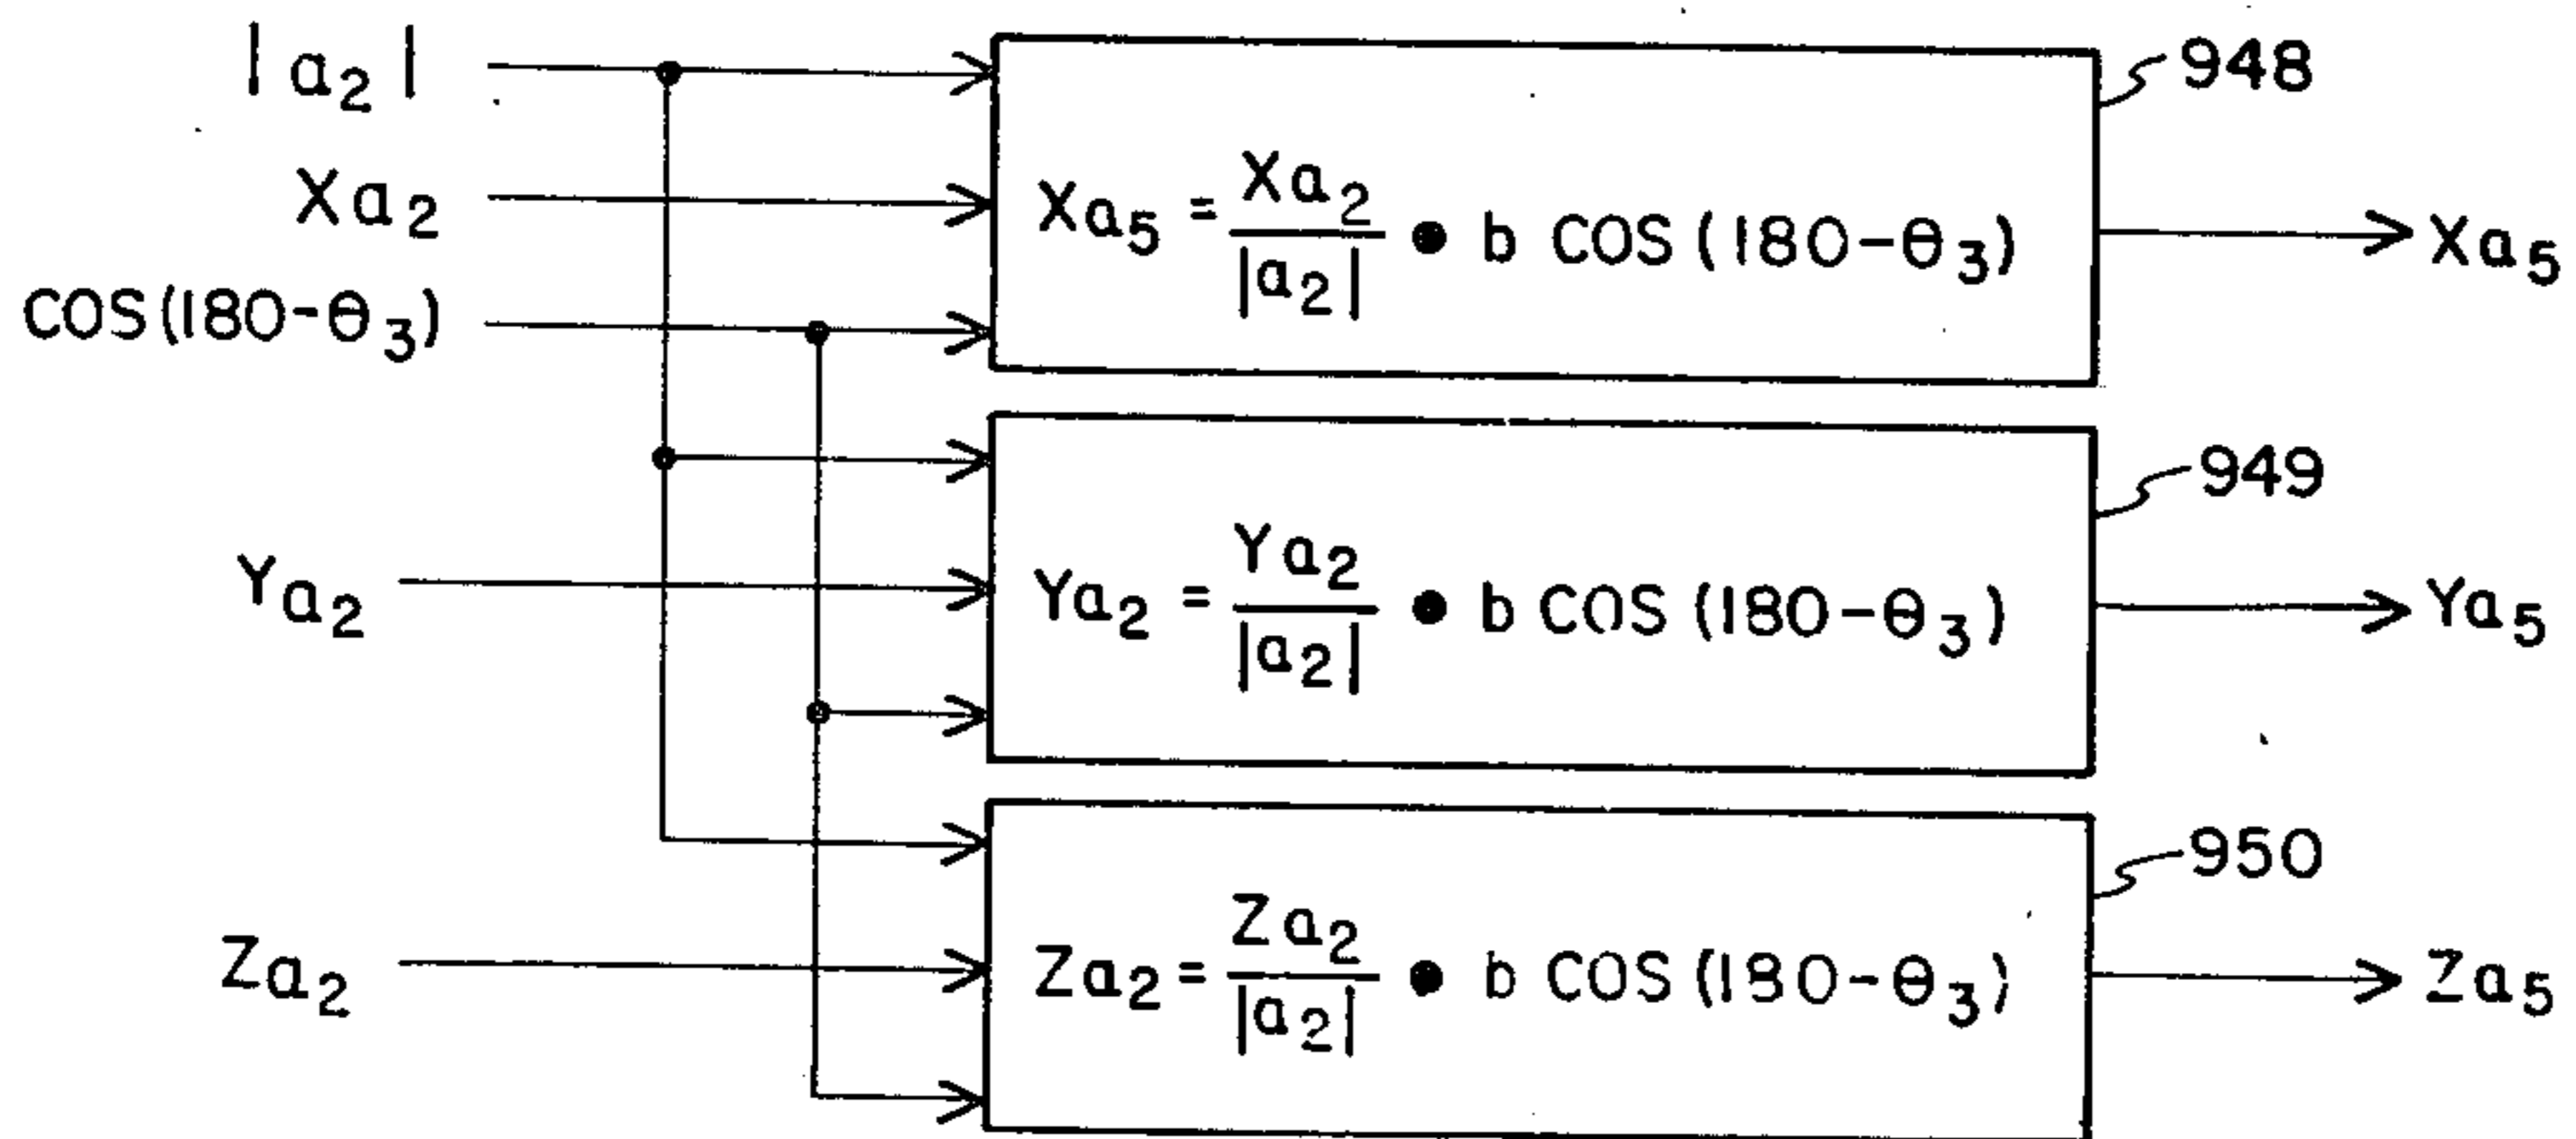 |a₂|
Xa₂
COS(180-θ₃)
Xa₅ = Xa₂/|a₂| • b COS (180-θ₃)
948
Xa₅
Ya₂
Ya₂ = Ya₂/|a₂| • b COS (180-θ₃)
949
Ya₅
Za₂
Za₂ = Za₂/|a₂| • b COS (180-θ₃)
950
Za₅